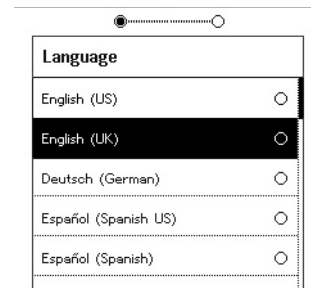 Language
English (US)
English (UK)
Deutsch (German)
Español (Spanish US)
Español (Spanish)